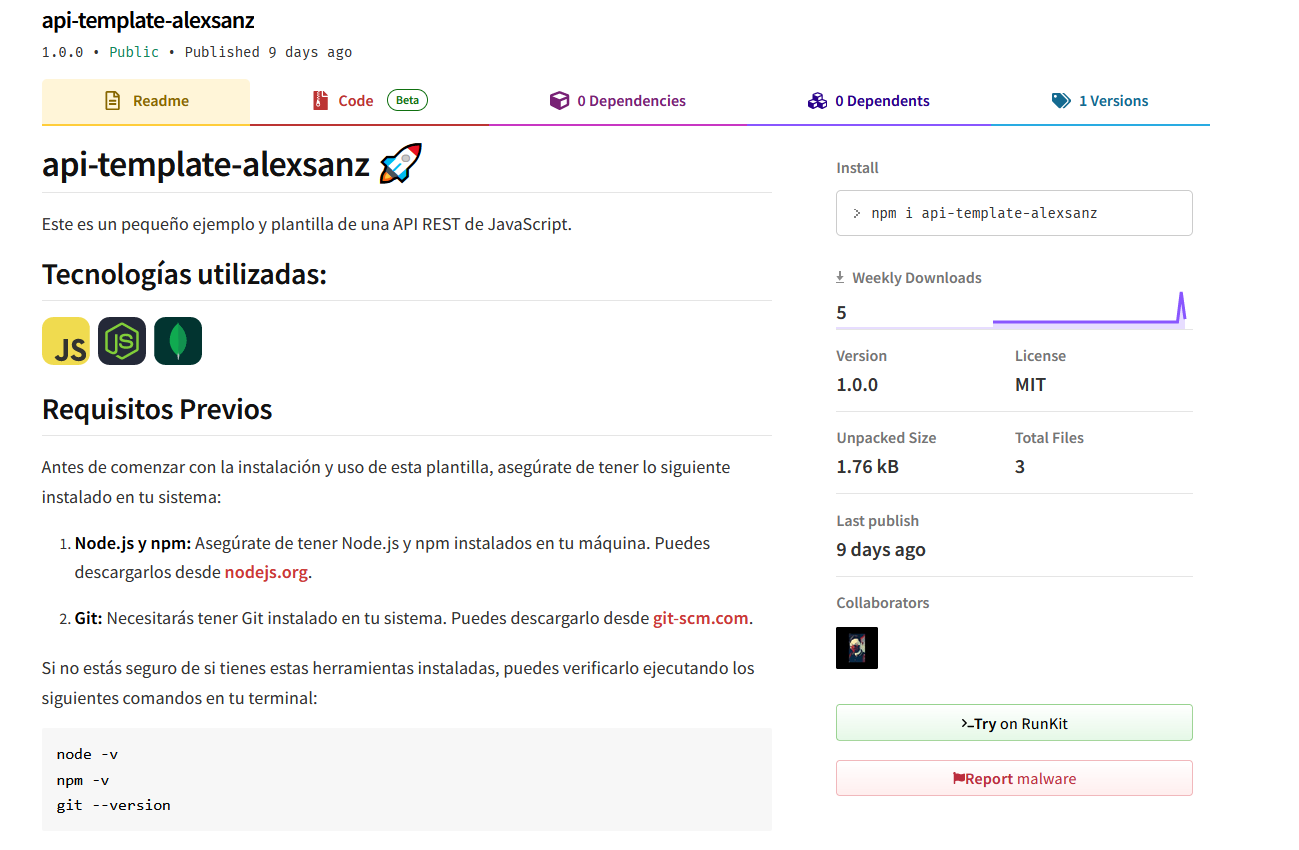 api-template-alexsanz
1.0.0 • Public • Published 9 days ago
Readme
Code Beta
0 Dependencies
0 Dependents
1 Versions
api-template-alexsanz 🚀
Este es un pequeño ejemplo y plantilla de una API REST de JavaScript.
Tecnologías utilizadas:
JS JS
Requisitos Previos
Antes de comenzar con la instalación y uso de esta plantilla, asegúrate de tener lo siguiente
instalado en tu sistema:
1. Node.js y npm: Asegúrate de tener Node.js y npm instalados en tu máquina. Puedes
descargarlos desde nodejs.org.
2. Git: Necesitarás tener Git instalado en tu sistema. Puedes descargarlo desde git-scm.com.
Si no estás seguro de si tienes estas herramientas instaladas, puedes verificarlo ejecutando los
siguientes comandos en tu terminal:
node -v
npm -v
git --version
Install
> npm i api-template-alexsanz
Weekly Downloads
5
Version
1.0.0
License
MIT
Unpacked Size
1.76 kB
Total Files
3
Last publish
9 days ago
Collaborators
Try on RunKit
Report malware